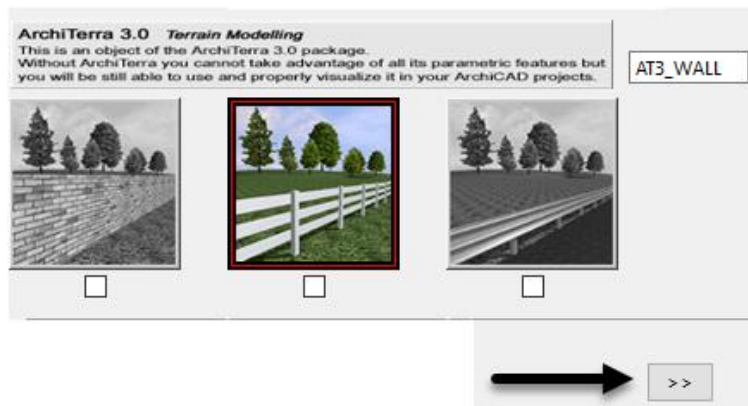 ArchiTerra 3.0 Terrain Modelling
This is an object of the ArchiTerra 3.0 package.
Without ArchiTerra you cannot take advantage of all its parametric features but
you will be still able to use and properly visualize it in your ArchiCAD projects.
AT3_WALL
>>